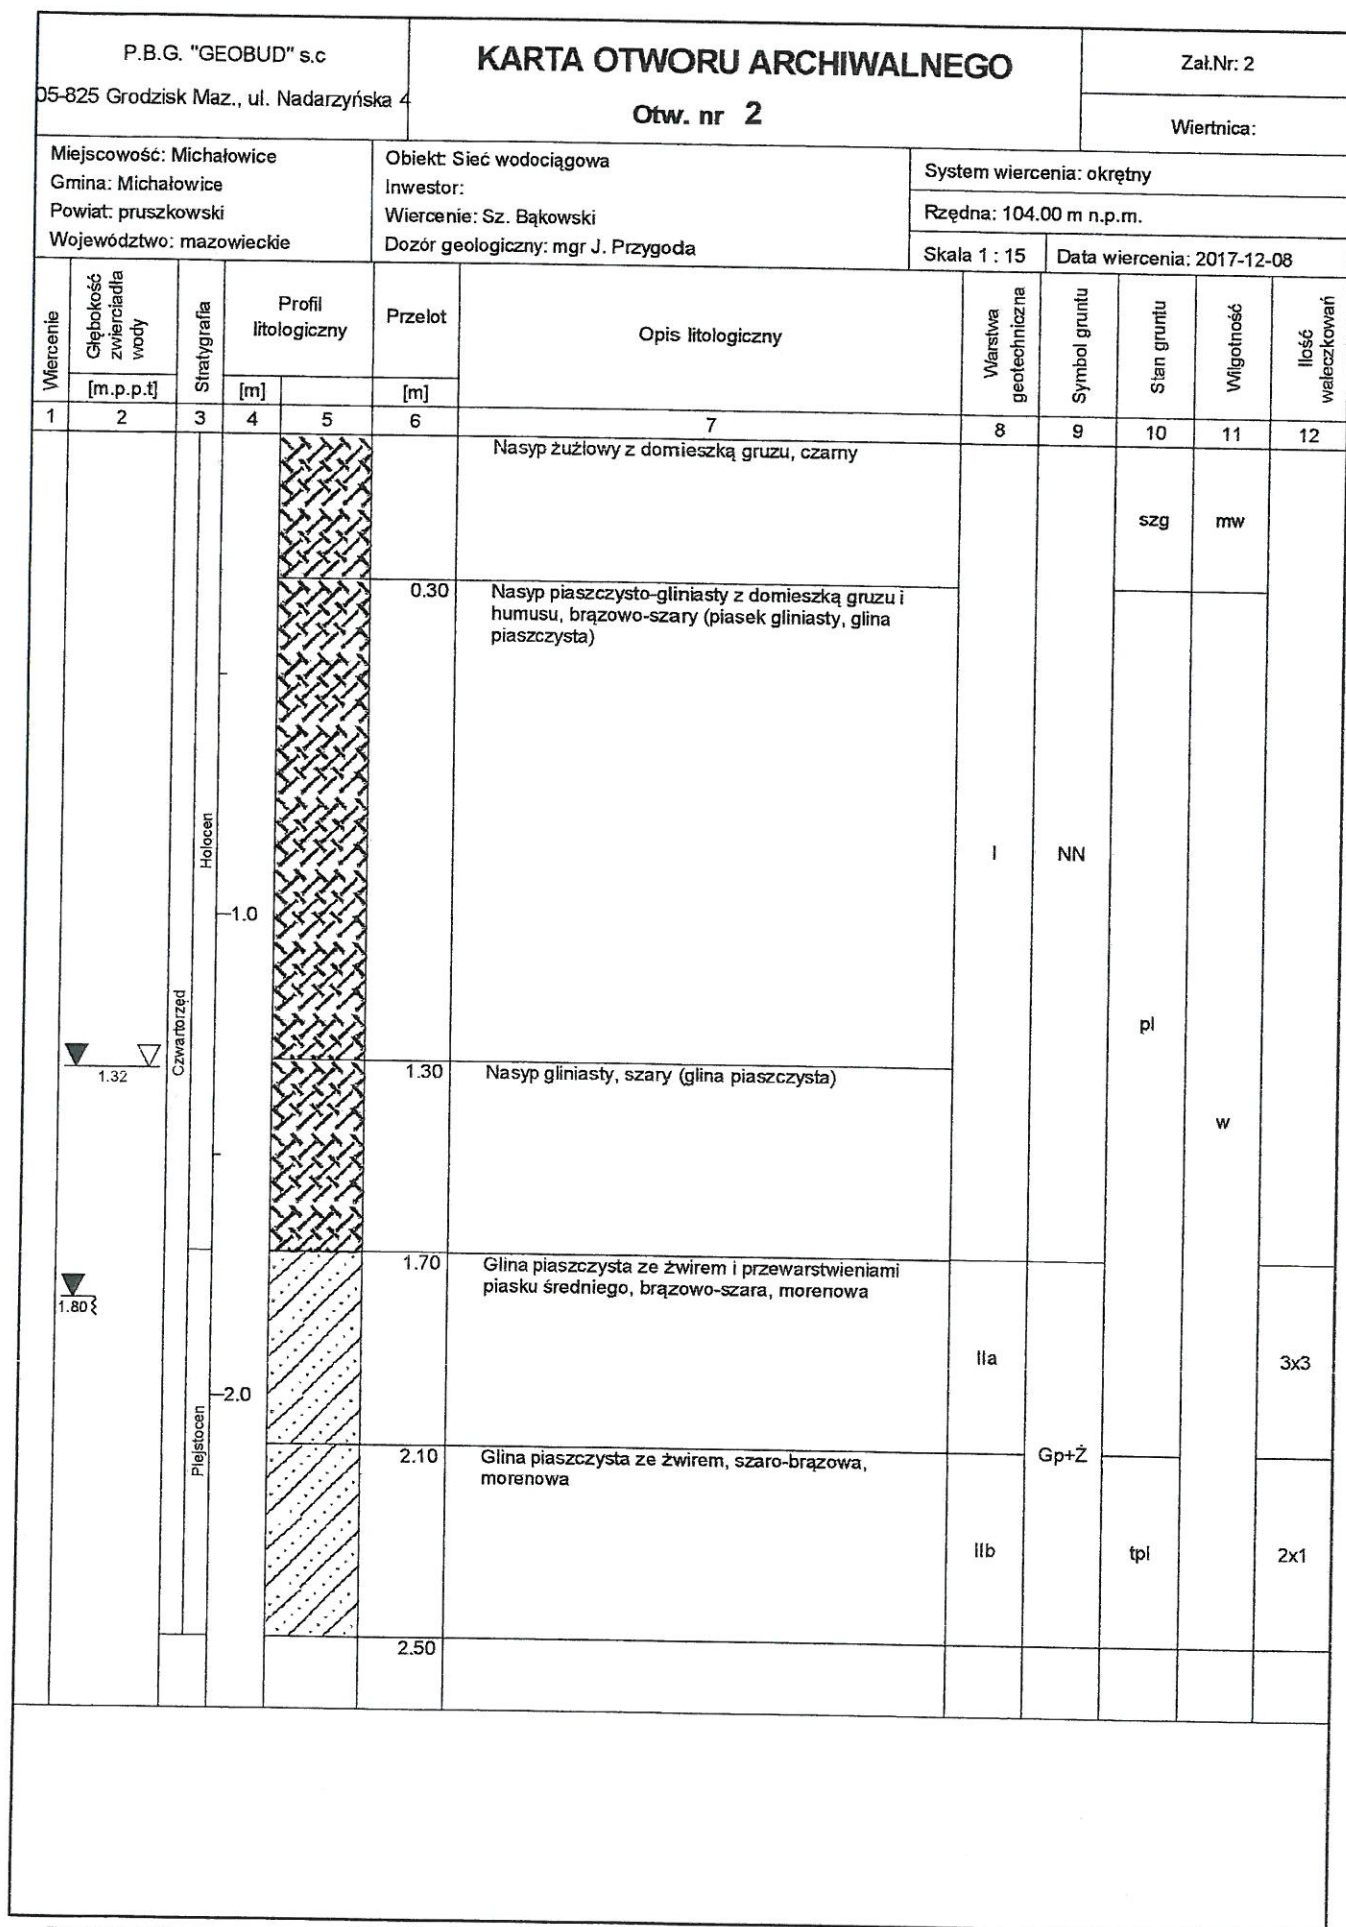 P.B.G. "GEOBUD" s.c
05-825 Grodzisk Maz., ul. Nadarzyńska 4
KARTA OTWORU ARCHIWALNEGO
Otw. nr 2
Zał.Nr: 2
Wiertnica:
Miejscowość: Michałowice
Gmina: Michałowice
Powiat: pruszkowski
Województwo: mazowieckie
Obiekt: Sieć wodociągowa
Inwestor:
Wiercenie: Sz. Bąkowski
Dozór geologiczny: mgr J. Przygoda
System wiercenia: okrętny
Rzędna: 104.00 m n.p.m.
Skala 1 : 15
Data wiercenia: 2017-12-08
Wiercenie
Głębokość zwierciadła wody
[m.p.p.t]
Stratygrafia
Profil litologiczny
[m]
Przelot
[m]
Opis litologiczny
Warstwa geotechniczna
Symbol gruntu
Stan gruntu
Wilgotność
Ilość wałeczkowań
1 2 3 4 5 6 7 8 9 10 11 12
Nasyp żużlowy z domieszką gruzu, czarny
szg
mw
0.30
Nasyp piaszczysto-gliniasty z domieszką gruzu i
humusu, brązowo-szary (piasek gliniasty, glina
piaszczysta)
Holocen
I
NN
1.0
Czwartorzęd
pl
1.32
1.30
Nasyp gliniasty, szary (glina piaszczysta)
w
1.70
Glina piaszczysta ze żwirem i przewarstwieniami
piasku średniego, brązowo-szara, morenowa
1.80
IIa
3x3
2.0
Plejstocen
2.10
Glina piaszczysta ze żwirem, szaro-brązowa,
morenowa
Gp+Ż
IIb
tpl
2x1
2.50